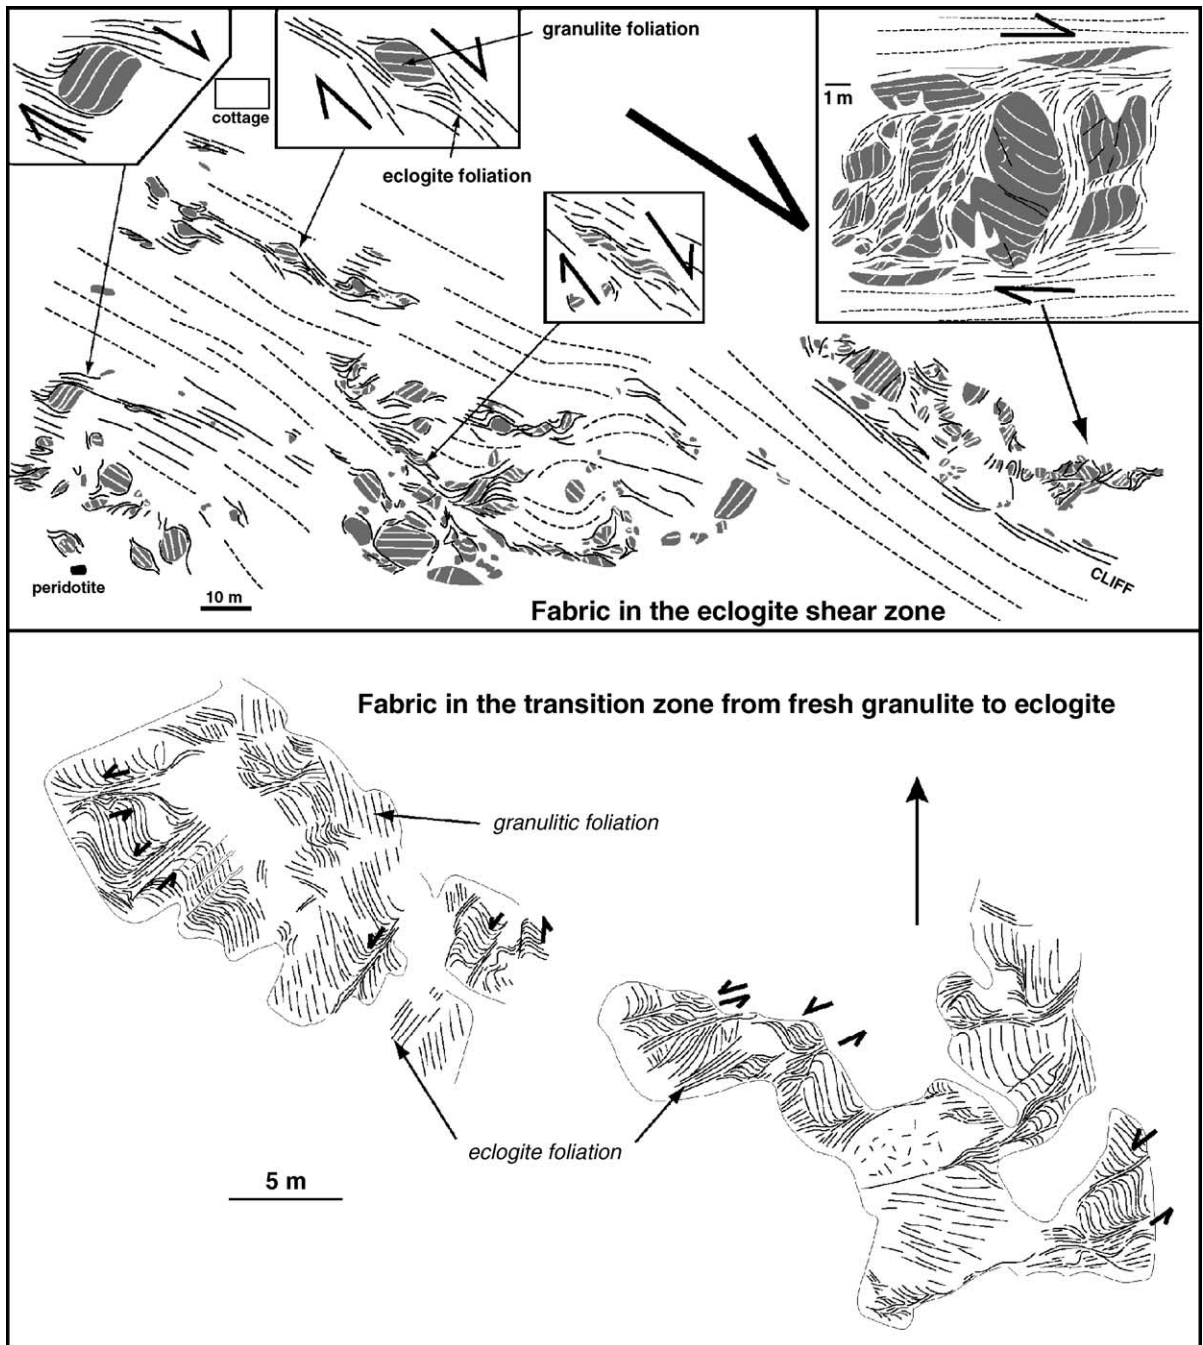 granulite foliation
cottage
1 m
eclogite foliation
peridotite
10 m
CLIFF
Fabric in the eclogite shear zone
Fabric in the transition zone from fresh granulite to eclogite
granulitic foliation
eclogite foliation
5 m